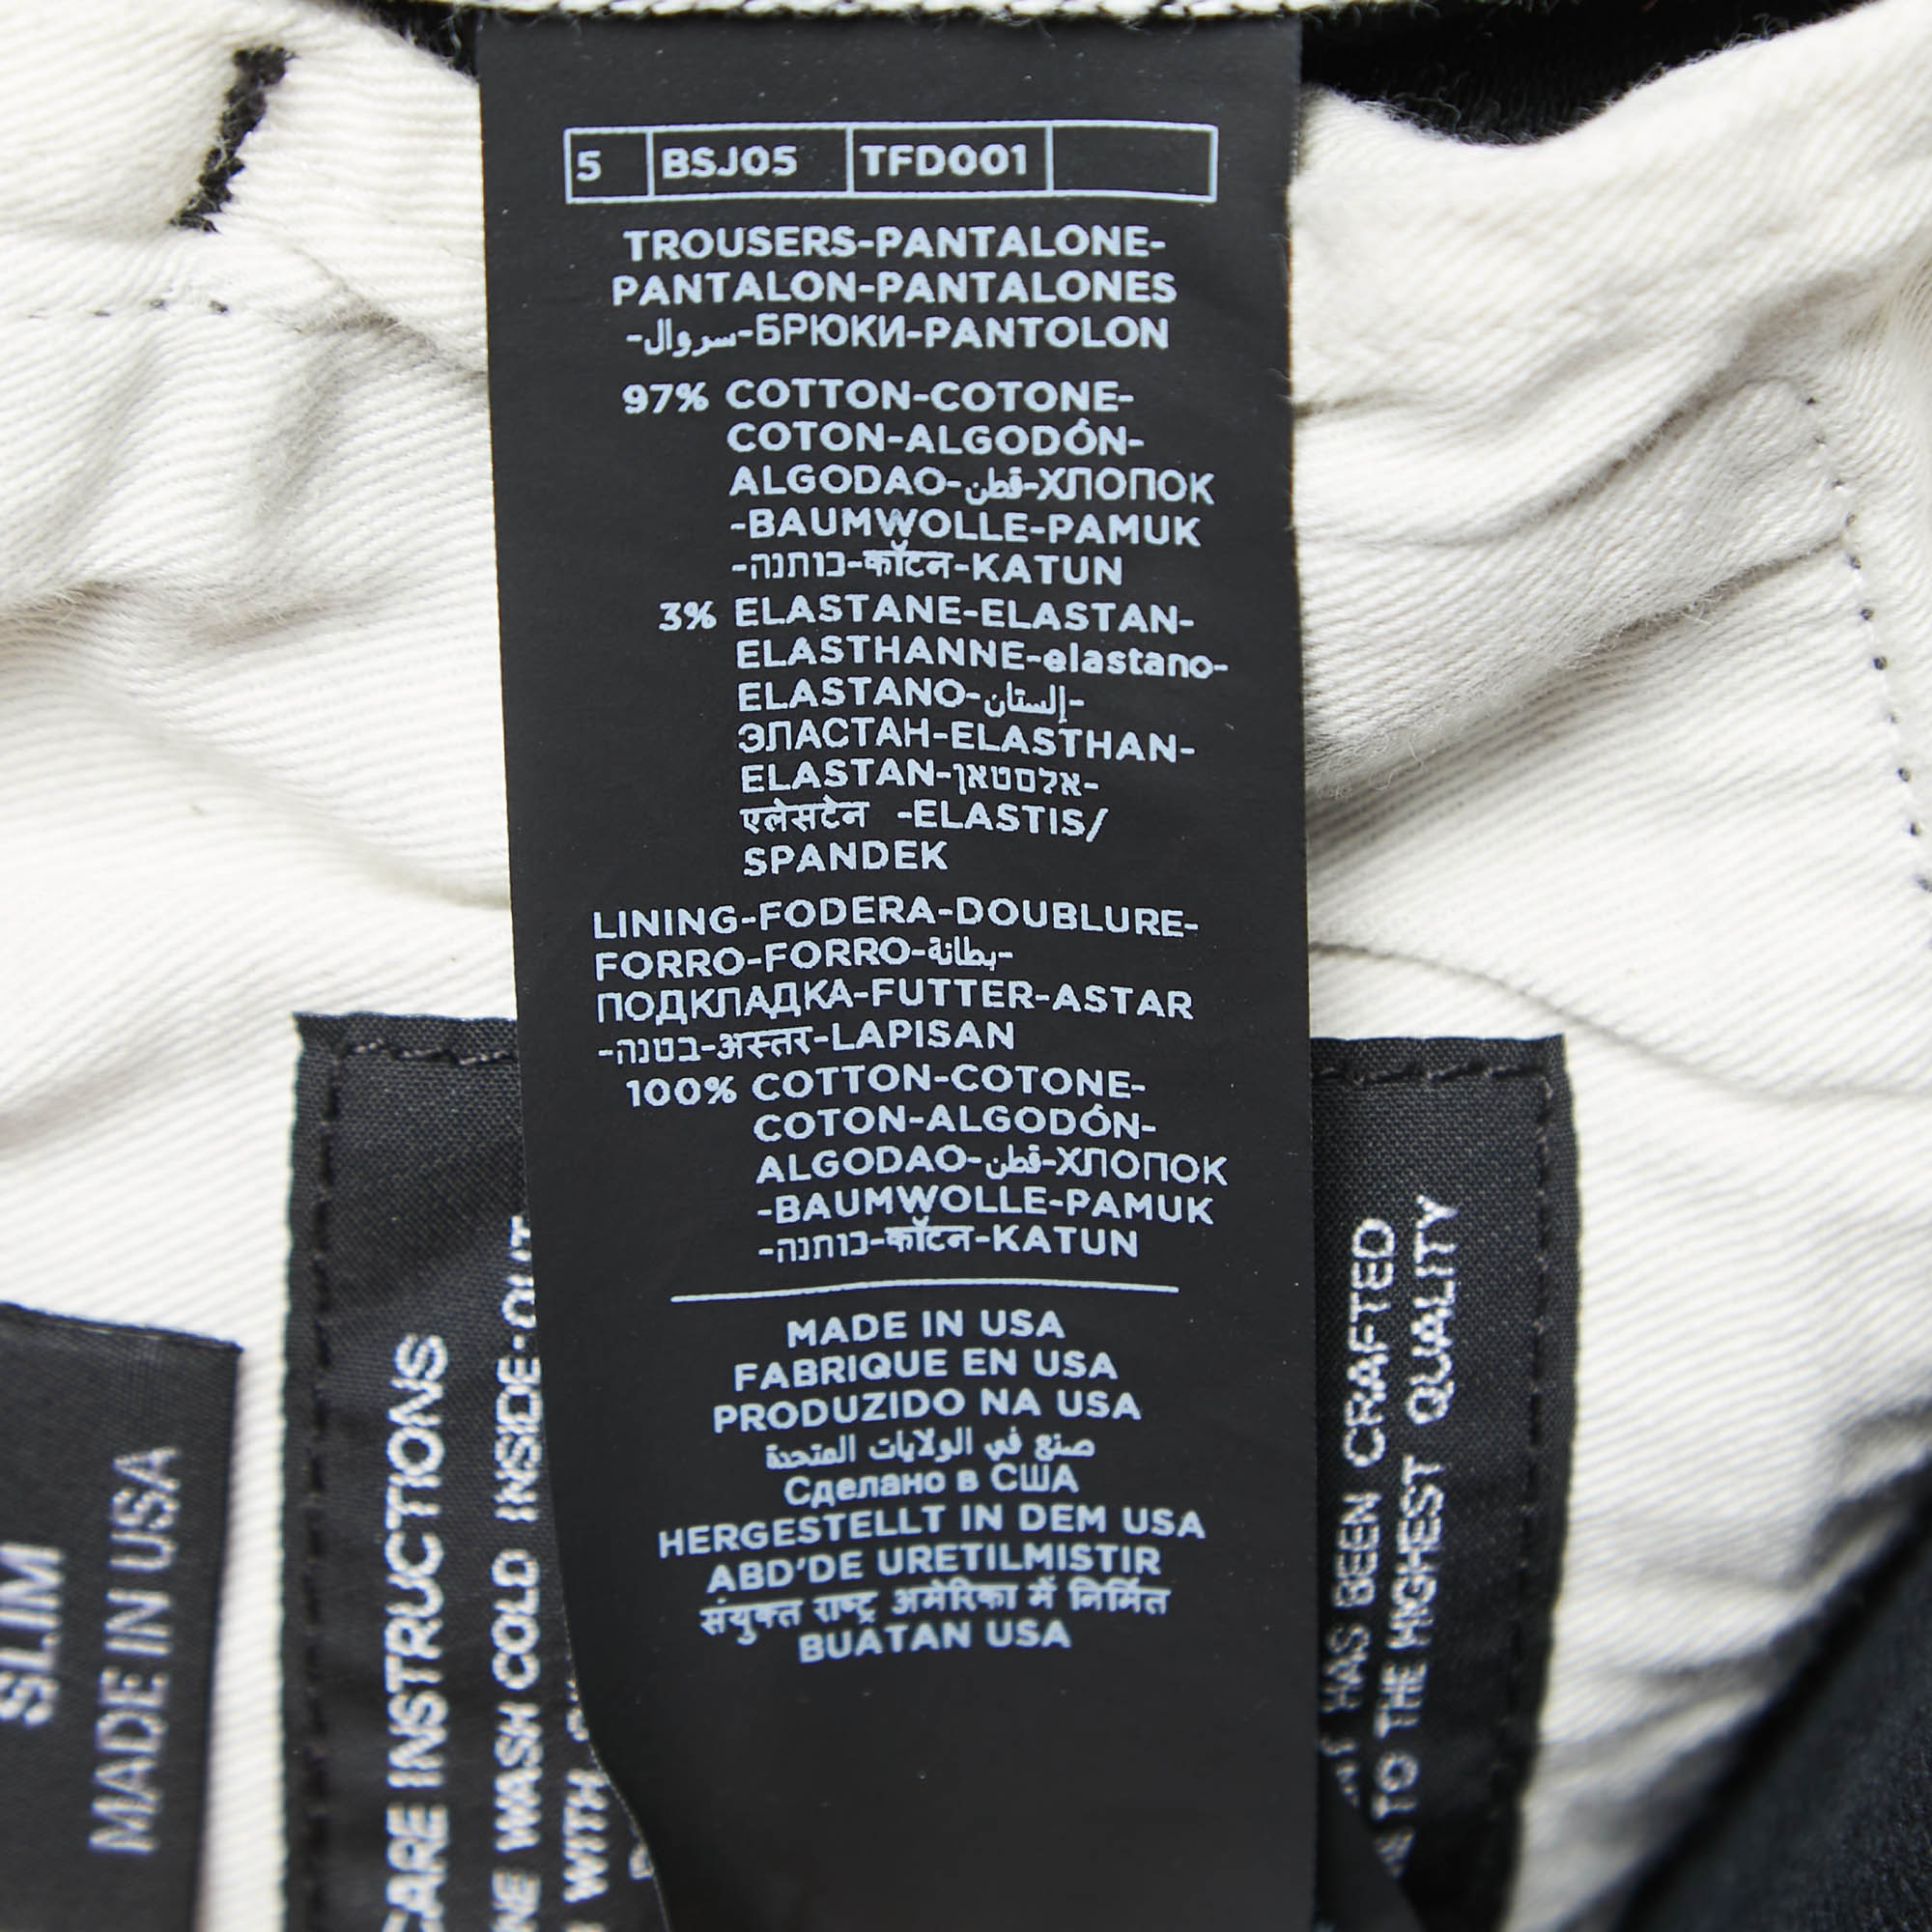 5 BSJ05 TFD001
TROUSERS-PANTALONE-
PANTALON-PANTALONES
-سروال-БРЮКИ-PANTOLON
97% COTTON-COTONE-
COTON-ALGODÓN-
ALGODAO-قطن-ХЛОПОК
-BAUMWOLLE-PAMUK
-כותנה-कॉटन-KATUN
3% ELASTANE-ELASTAN-
ELASTHANNE-elastano-
ELASTANO-إلستان-
ЭЛАСТАН-ELASTHAN-
ELASTAN-אלסטאן-
एलेसटेन -ELASTIS/
SPANDEK
LINING-FODERA-DOUBLURE-
FORRO-FORRO-بطانة-
ПОДКЛАДКА-FUTTER-ASTAR
-בטנה-अस्तर-LAPISAN
100% COTTON-COTONE-
COTON-ALGODÓN-
ALGODAO-قطن-ХЛОПОК
-BAUMWOLLE-PAMUK
-כותנה-कॉटन-KATUN
MADE IN USA
FABRIQUE EN USA
PRODUZIDO NA USA
صنع في الولايات المتحدة
Сделано в США
HERGESTELLT IN DEM USA
ABD'DE URETILMISTIR
संयुक्त राष्ट्र अमेरिका में निर्मित
BUATAN USA
SLIM
MADE IN USA
CARE INSTRUCTIONS
WASH COLD INSIDE-OUT
WITH
HAS BEEN CRAFTED
TO THE HIGHEST QUALITY